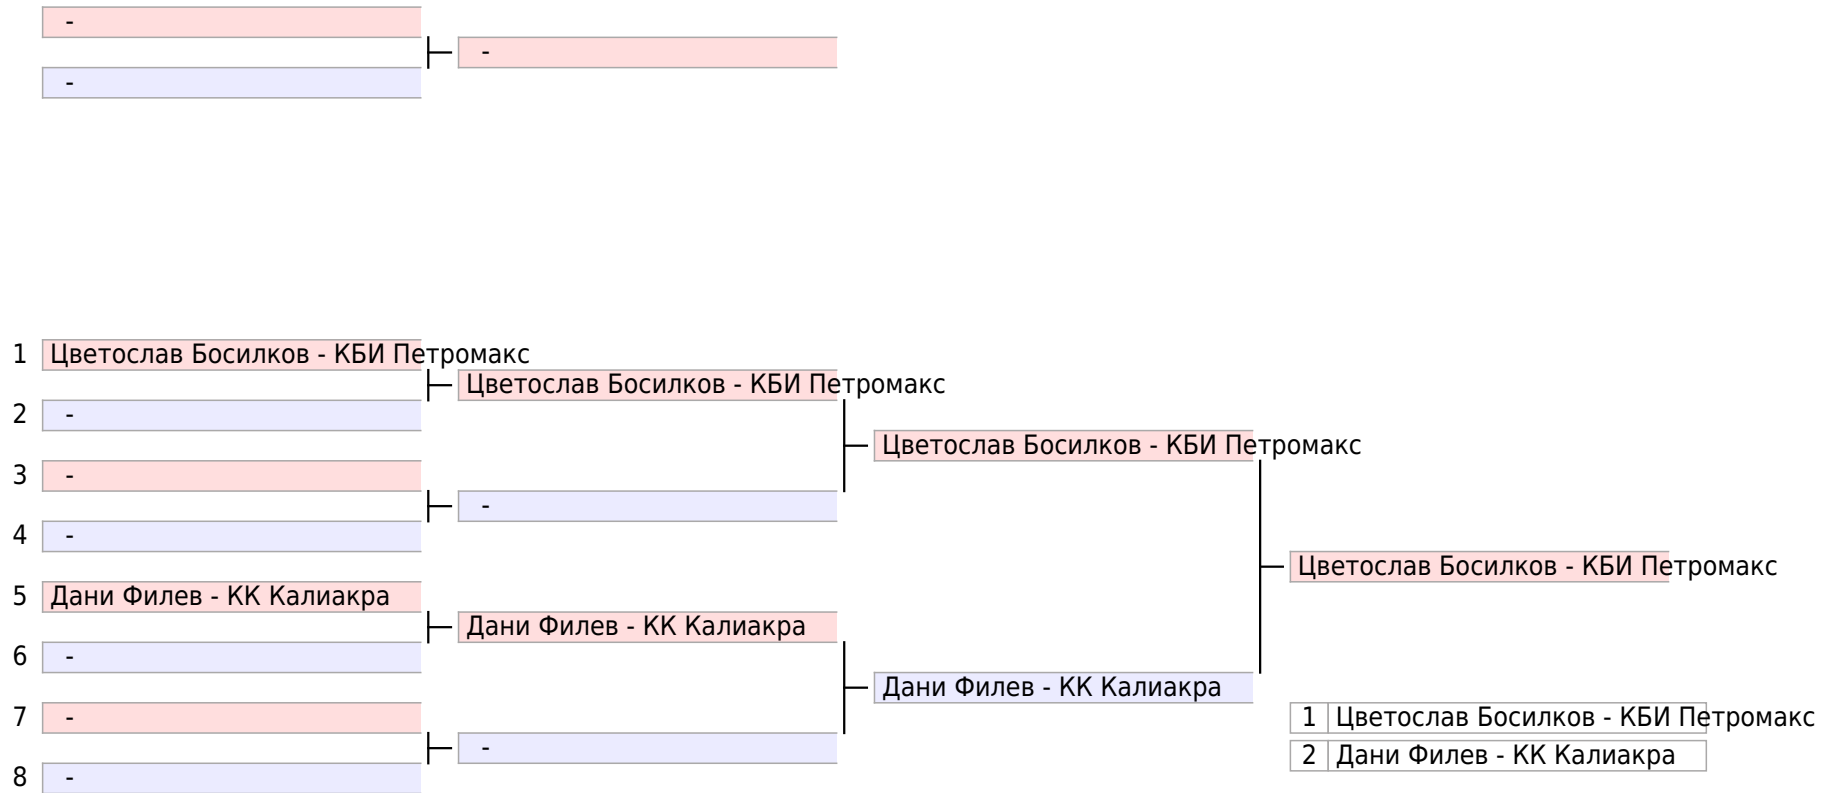 -
-
-
1 Цветослав Босилков - КБИ Петромакс
Цветослав Босилков - КБИ Петромакс
2 -
Цветослав Босилков - КБИ Петромакс
3 -
-
4 -
Цветослав Босилков - КБИ Петромакс
5 Дани Филев - КК Калиакра
Дани Филев - КК Калиакра
6 -
Дани Филев - КК Калиакра
7 -
1 Цветослав Босилков - КБИ Петромакс
-
2 Дани Филев - КК Калиакра
8 -